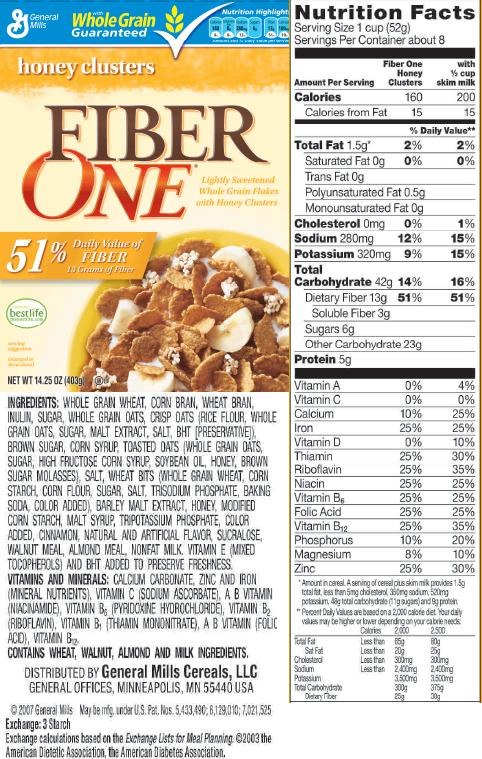 General
Mills
with
Whole Grain
Guaranteed
Nutrition Highlights
honey clusters
FIBER
ONE
Lightly Sweetened
Whole Grain Flakes
with Honey Clusters
51% Daily Value of
FIBER
13 Grams of Fiber
bestlife
serving
suggestion
enlarged to
show detail
NET WT 14.25 OZ (403g)
INGREDIENTS: WHOLE GRAIN WHEAT, CORN BRAN, WHEAT BRAN,
INULIN, SUGAR, WHOLE GRAIN OATS, CRISP OATS (RICE FLOUR, WHOLE
GRAIN OATS, SUGAR, MALT EXTRACT, SALT, BHT [PRESERVATIVE]),
BROWN SUGAR, CORN SYRUP, TOASTED OATS (WHOLE GRAIN OATS,
SUGAR, HIGH FRUCTOSE CORN SYRUP, SOYBEAN OIL, HONEY, BROWN
SUGAR MOLASSES), SALT, WHEAT BITS (WHOLE GRAIN WHEAT, CORN
STARCH, CORN FLOUR, SUGAR, SALT, TRISODIUM PHOSPHATE, BAKING
SODA, COLOR ADDED), BARLEY MALT EXTRACT, HONEY, MODIFIED
CORN STARCH, MALT SYRUP, TRIPOTASSIUM PHOSPHATE, COLOR
ADDED, CINNAMON, NATURAL AND ARTIFICIAL FLAVOR, SUCRALOSE,
WALNUT MEAL, ALMOND MEAL, NONFAT MILK. VITAMIN E (MIXED
TOCOPHEROLS) AND BHT ADDED TO PRESERVE FRESHNESS.
VITAMINS AND MINERALS: CALCIUM CARBONATE, ZINC AND IRON
(MINERAL NUTRIENTS), VITAMIN C (SODIUM ASCORBATE), A B VITAMIN
(NIACINAMIDE), VITAMIN B6 (PYRIDOXINE HYDROCHLORIDE), VITAMIN B2
(RIBOFLAVIN), VITAMIN B1 (THIAMIN MONONITRATE), A B VITAMIN (FOLIC
ACID), VITAMIN B12.
CONTAINS WHEAT, WALNUT, ALMOND AND MILK INGREDIENTS.
DISTRIBUTED BY General Mills Cereals, LLC
GENERAL OFFICES, MINNEAPOLIS, MN 55440 USA
© 2007 General Mills May be mfg. under U.S. Pat. Nos. 5,433,490; 6,129,010; 7,021,525
Exchange: 3 Starch
Exchange calculations based on the Exchange Lists for Meal Planning. ©2003 the
American Dietetic Association, the American Diabetes Association.
Nutrition Facts
Serving Size 1 cup (52g)
Servings Per Container about 8
Amount Per Serving Fiber One Honey Clusters with ½ cup skim milk
Calories 160 200
Calories from Fat 15 15
% Daily Value**
Total Fat 1.5g* 2% 2%
Saturated Fat 0g 0% 0%
Trans Fat 0g
Polyunsaturated Fat 0.5g
Monounsaturated Fat 0g
Cholesterol 0mg 0% 1%
Sodium 280mg 12% 15%
Potassium 320mg 9% 15%
Total
Carbohydrate 42g 14% 16%
Dietary Fiber 13g 51% 51%
Soluble Fiber 3g
Sugars 6g
Other Carbohydrate 23g
Protein 5g
Vitamin A 0% 4%
Vitamin C 0% 0%
Calcium 10% 25%
Iron 25% 25%
Vitamin D 0% 10%
Thiamin 25% 30%
Riboflavin 25% 35%
Niacin 25% 25%
Vitamin B6 25% 25%
Folic Acid 25% 25%
Vitamin B12 25% 35%
Phosphorus 10% 20%
Magnesium 8% 10%
Zinc 25% 30%
* Amount in cereal. A serving of cereal plus skim milk provides 1.5g
total fat, less than 5mg cholesterol, 350mg sodium, 520mg
potassium, 48g total carbohydrate (11g sugars) and 9g protein.
** Percent Daily Values are based on a 2,000 calorie diet. Your daily
values may be higher or lower depending on your calorie needs:
Calories 2,000 2,500
Total Fat Less than 65g 80g
Sat Fat Less than 20g 25g
Cholesterol Less than 300mg 300mg
Sodium Less than 2,400mg 2,400mg
Potassium 3,500mg 3,500mg
Total Carbohydrate 300g 375g
Dietary Fiber 25g 30g